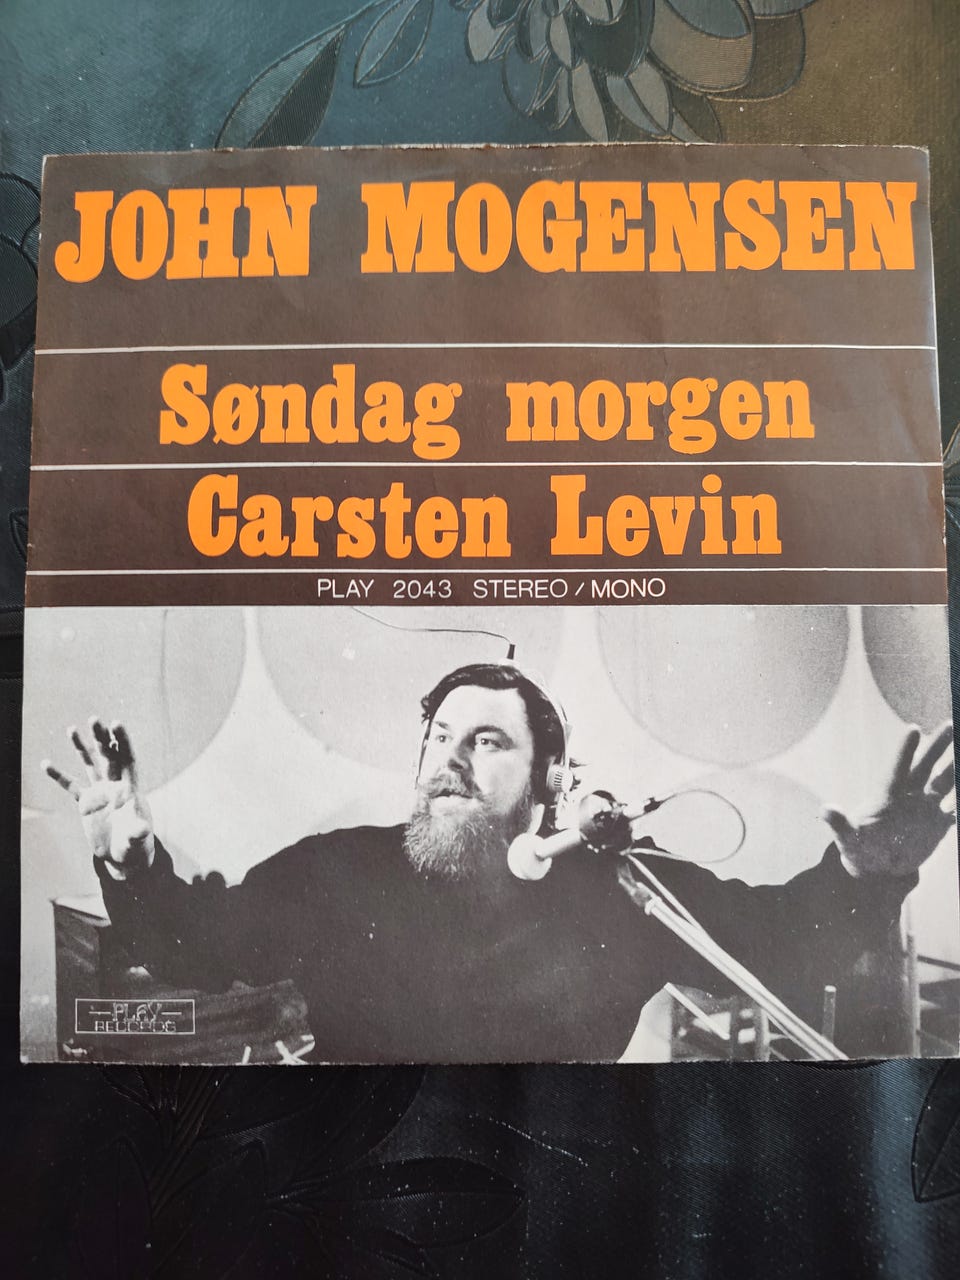 JOHN MOGENSEN
Søndag morgen
Carsten Levin
PLAY 2043 STEREO/MONO
PLAY
RECORDS